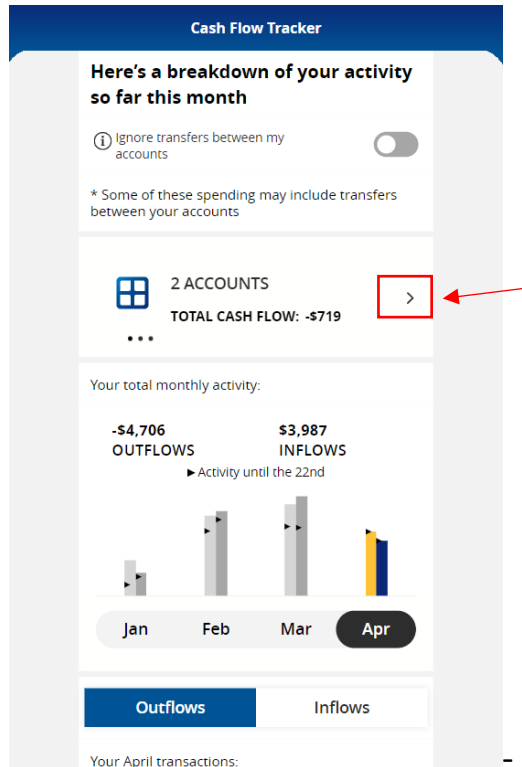 Cash Flow Tracker
Here's a breakdown of your activity
so far this month
Ignore transfers between my
accounts
* Some of these spending may include transfers
between your accounts
2 ACCOUNTS
TOTAL CASH FLOW: -$719
Your total monthly activity:
-$4,706 $3,987
OUTFLOWS INFLOWS
►Activity until the 22nd
Jan Feb Mar Apr
Outflows Inflows
Your April transactions: